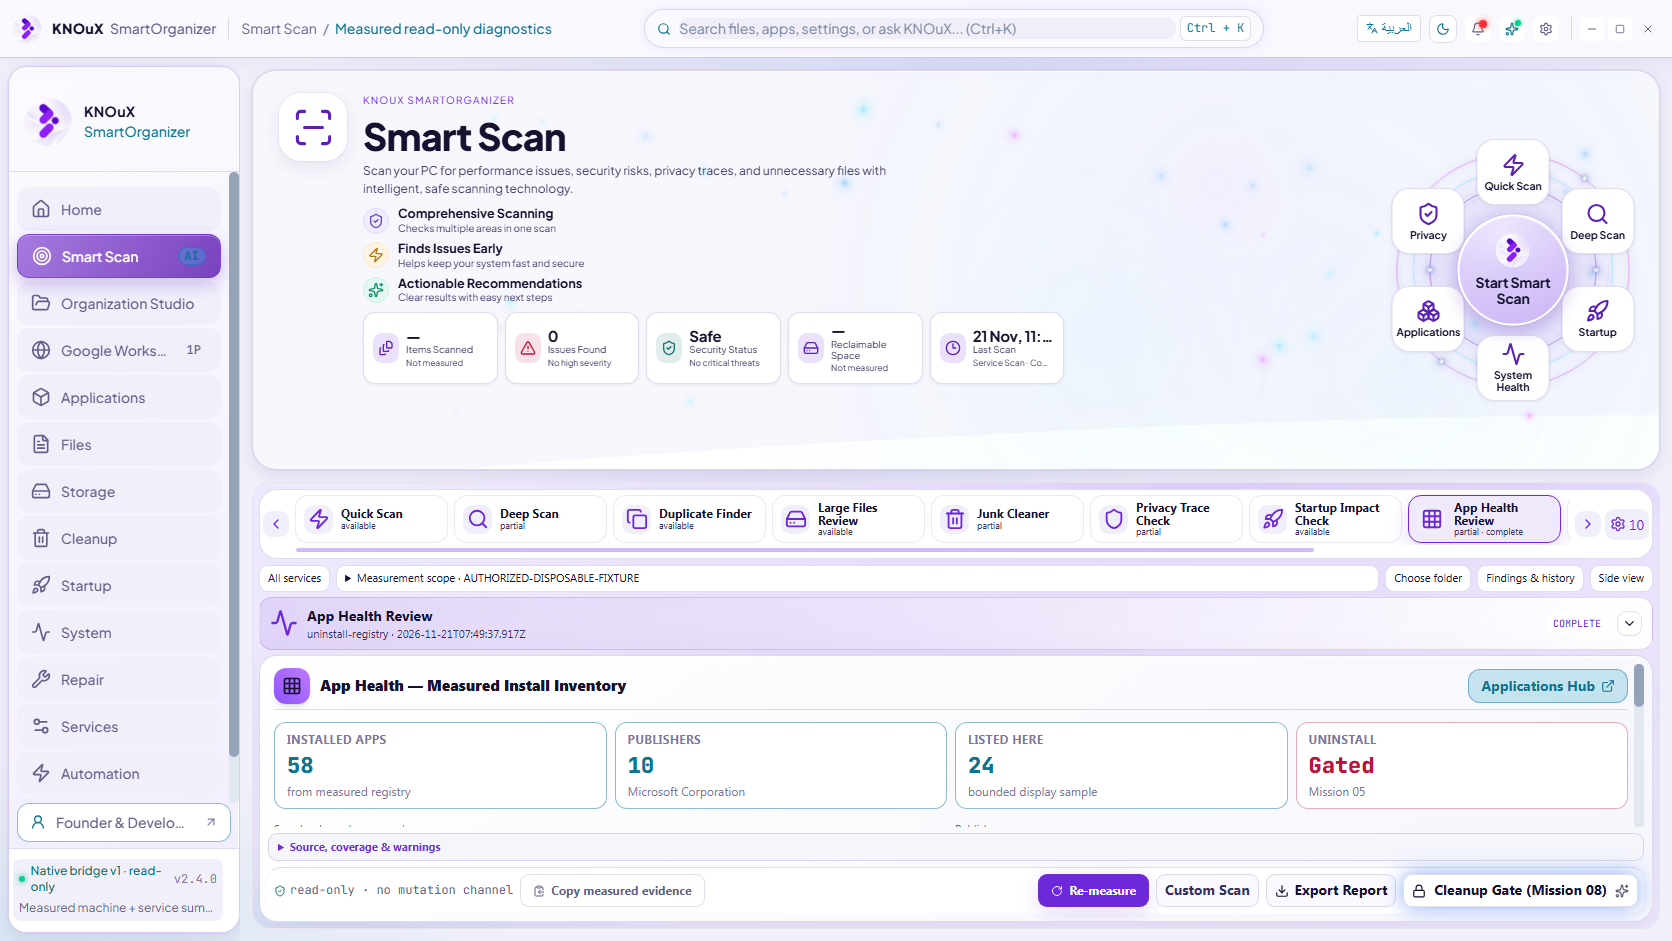 KNOuX SmartOrganizer
Smart Scan / Measured read-only diagnostics
Search files, apps, settings, or ask KNOuX... (Ctrl+K)
Ctrl + K
العربية
KNOuX
SmartOrganizer
Home
Smart Scan AI
Organization Studio
Google Works... 1P
Applications
Files
Storage
Cleanup
Startup
System
Repair
Services
Automation
Founder & Develo...
Native bridge v1 · read-only
v2.4.0
Measured machine + service sum...
KNOUX SMARTORGANIZER
Smart Scan
Scan your PC for performance issues, security risks, privacy traces, and unnecessary files with
intelligent, safe scanning technology.
Comprehensive Scanning
Checks multiple areas in one scan
Finds Issues Early
Helps keep your system fast and secure
Actionable Recommendations
Clear results with easy next steps
—
Items Scanned
Not measured
0
Issues Found
No high severity
Safe
Security Status
No critical threats
—
Reclaimable
Space
Not measured
21 Nov, 11:...
Last Scan
Service Scan · Co...
Quick Scan
Privacy
Deep Scan
Start Smart
Scan
Applications
Startup
System
Health
Quick Scan
available
Deep Scan
partial
Duplicate Finder
available
Large Files
Review
available
Junk Cleaner
partial
Privacy Trace
Check
partial
Startup Impact
Check
available
App Health
Review
partial · complete
10
All services
▶ Measurement scope · AUTHORIZED-DISPOSABLE-FIXTURE
Choose folder
Findings & history
Side view
App Health Review
uninstall-registry · 2026-11-21T07:49:37.917Z
COMPLETE
App Health — Measured Install Inventory
Applications Hub
INSTALLED APPS
58
from measured registry
PUBLISHERS
10
Microsoft Corporation
LISTED HERE
24
bounded display sample
UNINSTALL
Gated
Mission 05
▶ Source, coverage & warnings
read-only · no mutation channel
Copy measured evidence
Re-measure
Custom Scan
Export Report
Cleanup Gate (Mission 08)